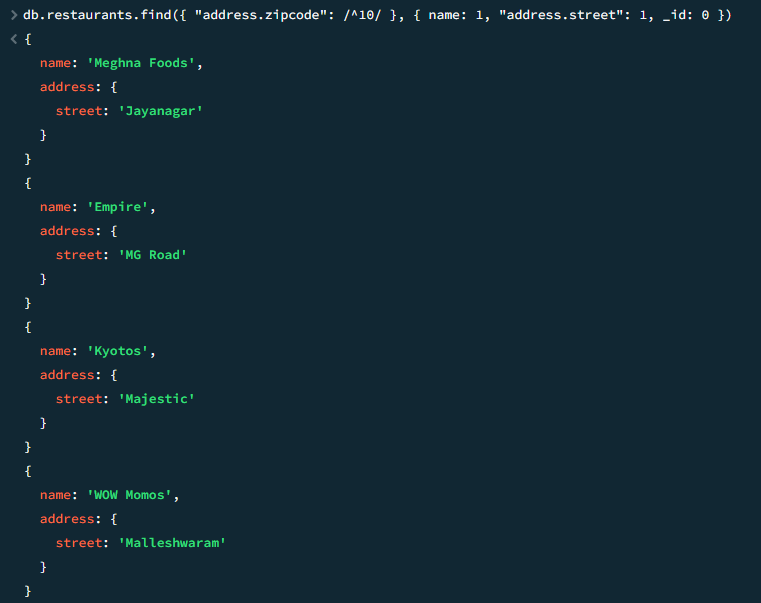 > db.restaurants.find({ "address.zipcode": /^10/ }, { name: 1, "address.street": 1, _id: 0 })
< {
name: 'Meghna Foods',
address: {
street: 'Jayanagar'
}
}
{
name: 'Empire',
address: {
street: 'MG Road'
}
}
{
name: 'Kyotos',
address: {
street: 'Majestic'
}
}
{
name: 'WOW Momos',
address: {
street: 'Malleshwaram'
}
}